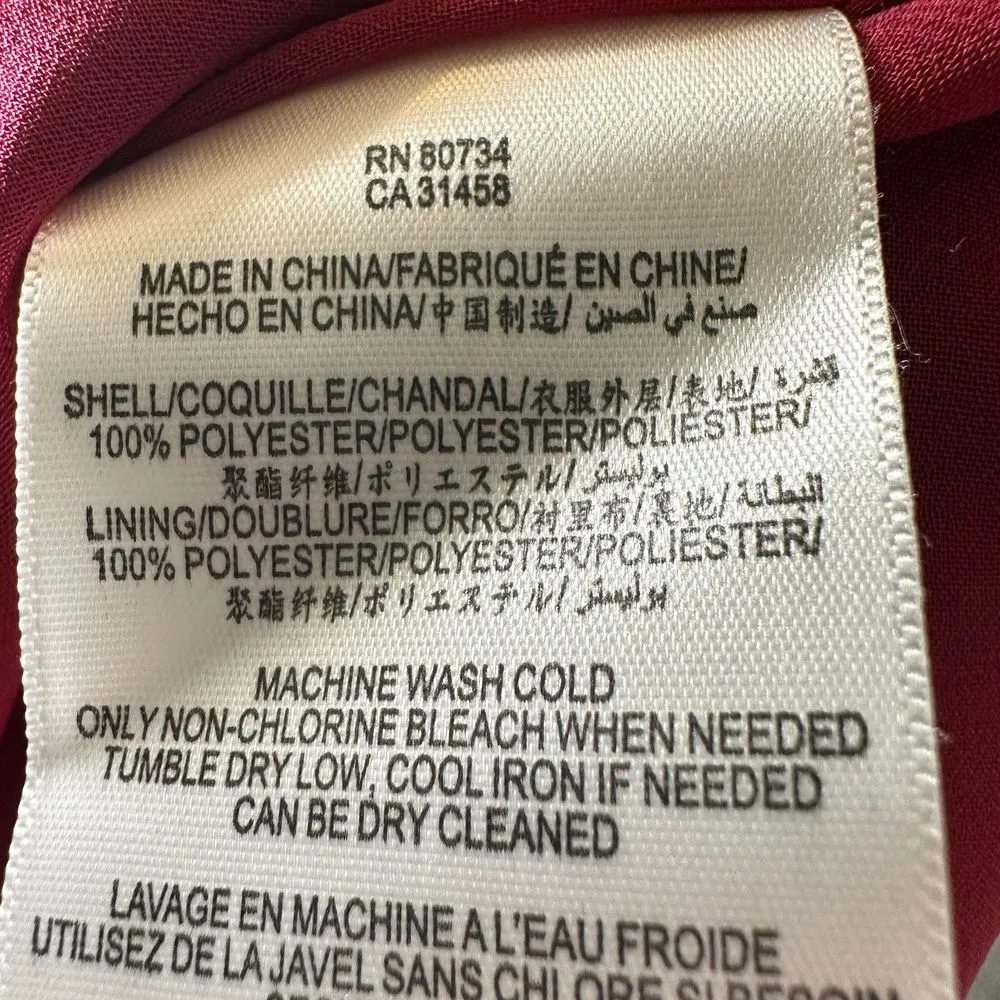 RN 80734
CA 31458
MADE IN CHINA/FABRIQUÉ EN CHINE/
HECHO EN CHINA/中国制造/ صنع في الصين
SHELL/COQUILLE/CHANDAL/衣服外层/表地/ قشرة
100% POLYESTER/POLYESTER/POLIESTER/
聚酯纤维/ポリエステル/ بوليستر
LINING/DOUBLURE/FORRO/衬里布/裏地/ البطانة
100% POLYESTER/POLYESTER/POLIESTER/
聚酯纤维/ポリエステル/ بوليستر
MACHINE WASH COLD
ONLY NON-CHLORINE BLEACH WHEN NEEDED
TUMBLE DRY LOW, COOL IRON IF NEEDED
CAN BE DRY CLEANED
LAVAGE EN MACHINE A L'EAU FROIDE
UTILISEZ DE LA JAVEL SANS CHLORE SI BESOIN